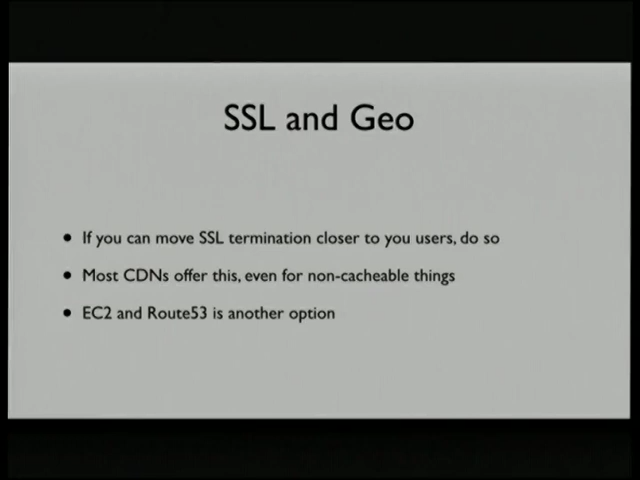 SSL and Geo
• If you can move SSL termination closer to you users, do so
• Most CDNs offer this, even for non-cacheable things
• EC2 and Route53 is another option